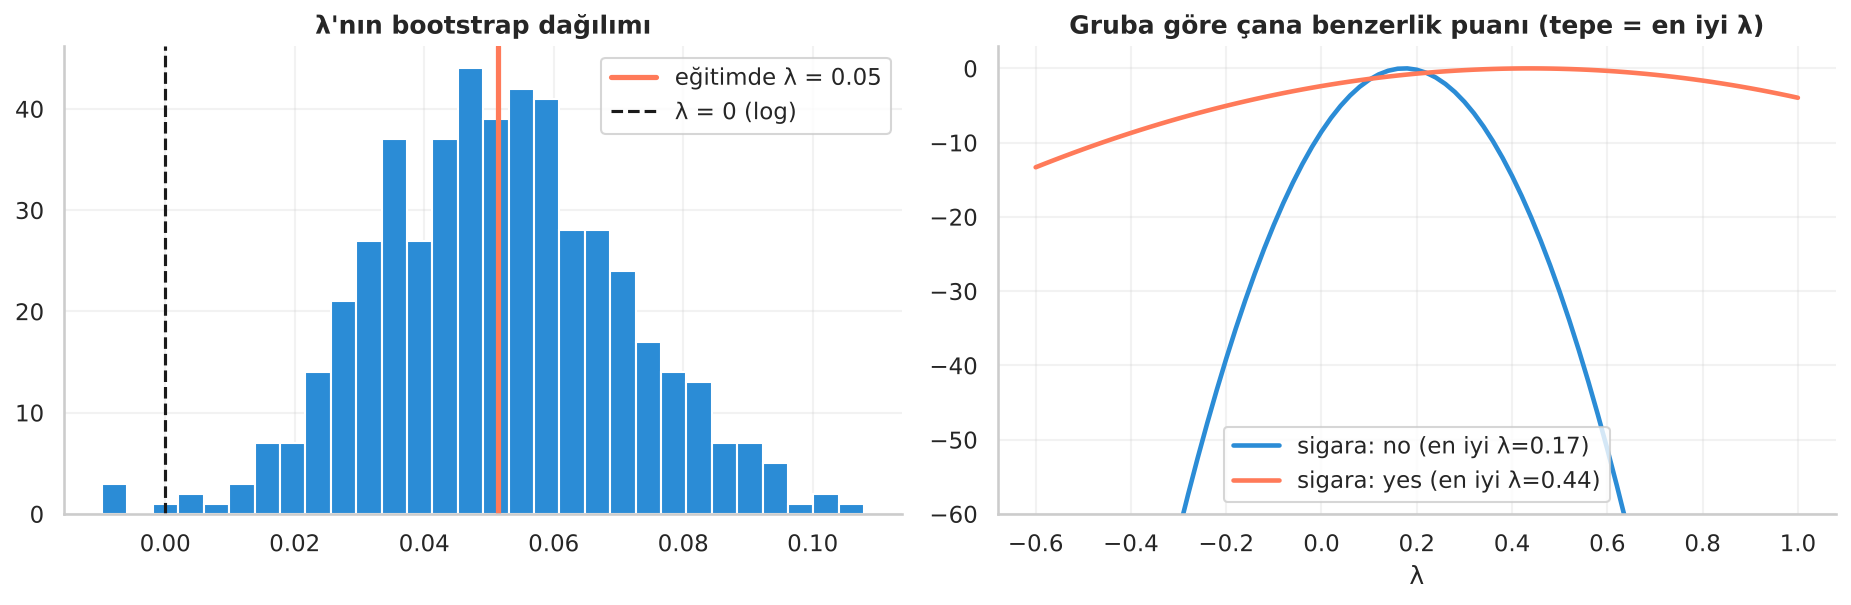 λ'nın bootstrap dağılımı
eğitimde λ = 0.05
λ = 0 (log)
40
30
20
10
0
0.00 0.02 0.04 0.06 0.08 0.10
Gruba göre çana benzerlik puanı (tepe = en iyi λ)
0
−10
−20
−30
−40
−50
−60
sigara: no (en iyi λ=0.17)
sigara: yes (en iyi λ=0.44)
−0.6 −0.4 −0.2 0.0 0.2 0.4 0.6 0.8 1.0
λ